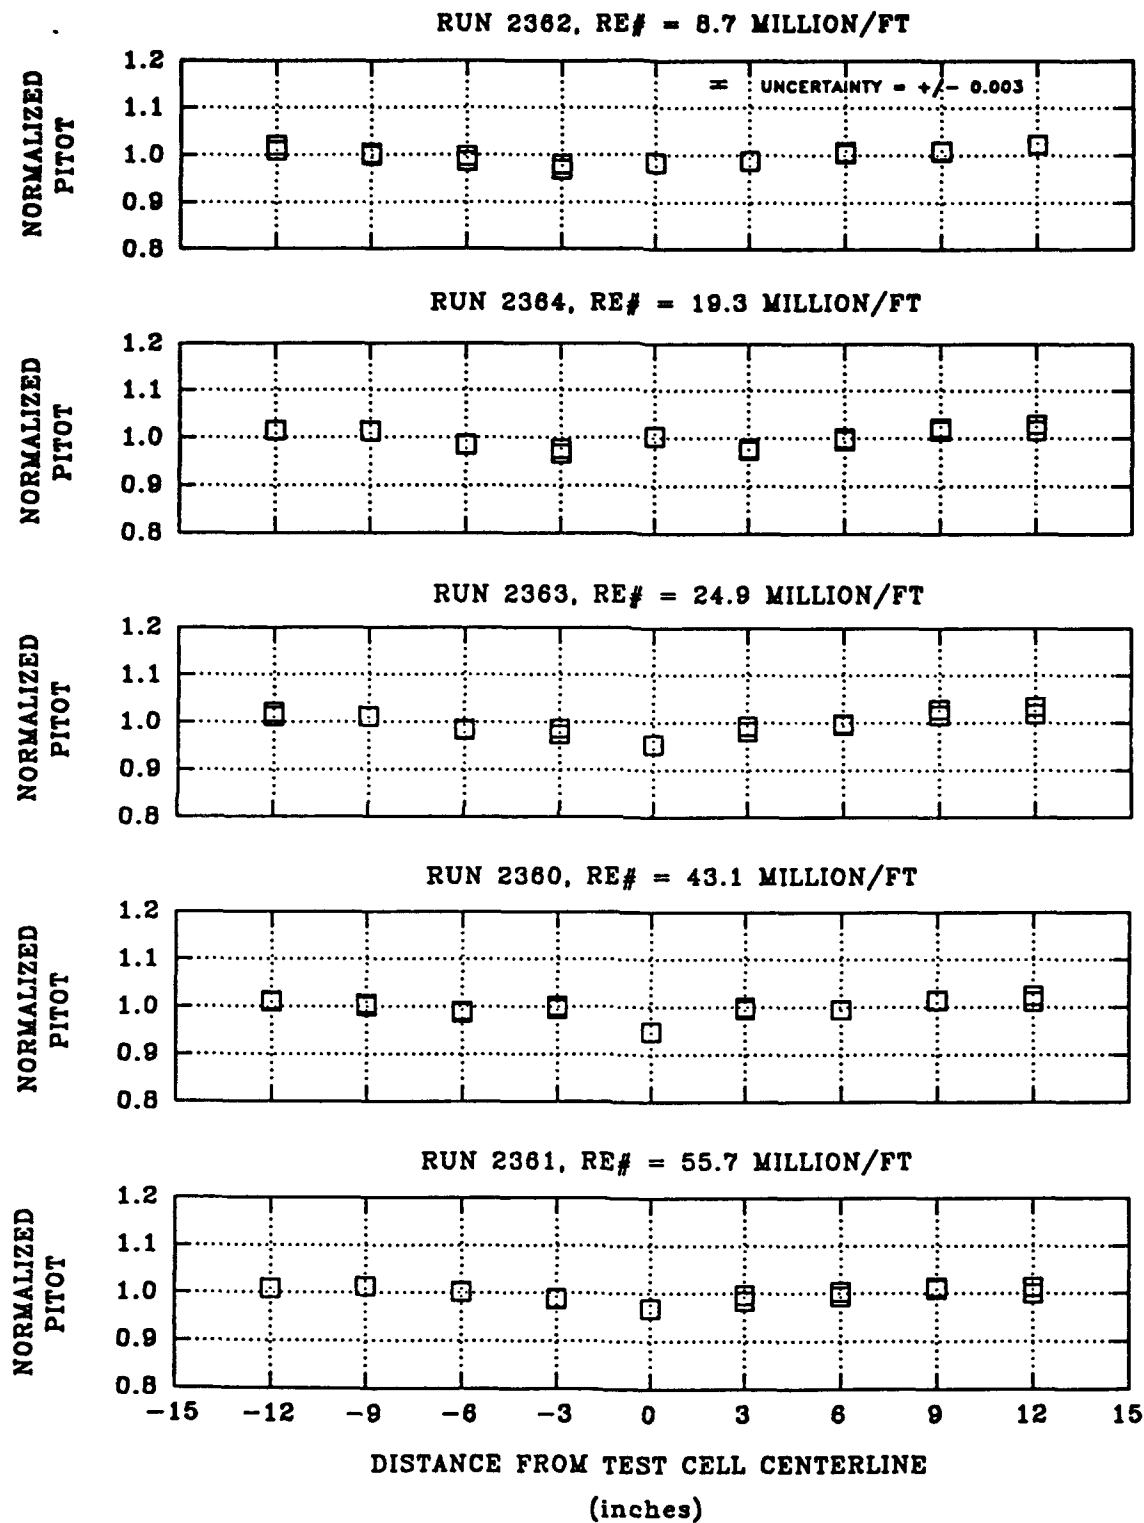 RUN 2362, RE# = 8.7 MILLION/FT
NORMALIZED
PITOT
1.2
1.1
1.0
0.9
0.8
= UNCERTAINTY = +/- 0.003
RUN 2364, RE# = 19.3 MILLION/FT
NORMALIZED
PITOT
1.2
1.1
1.0
0.9
0.8
RUN 2363, RE# = 24.9 MILLION/FT
NORMALIZED
PITOT
1.2
1.1
1.0
0.9
0.8
RUN 2360, RE# = 43.1 MILLION/FT
NORMALIZED
PITOT
1.2
1.1
1.0
0.9
0.8
RUN 2361, RE# = 55.7 MILLION/FT
NORMALIZED
PITOT
1.2
1.1
1.0
0.9
0.8
-15 -12 -9 -6 -3 0 3 6 9 12 15
DISTANCE FROM TEST CELL CENTERLINE
(inches)